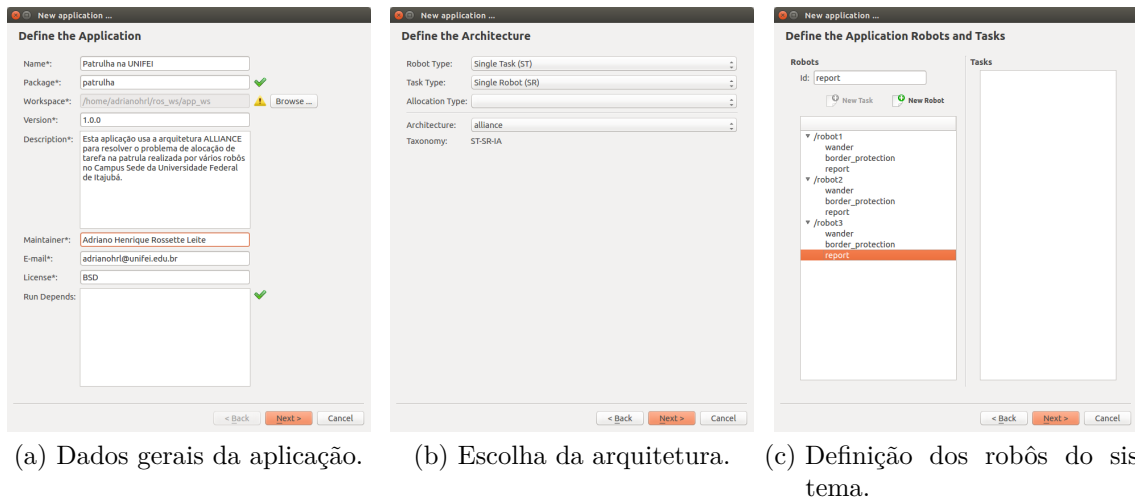 New application ...
Define the Application
Name*: Patrulha na UNIFEI
Package*: patrulha
Workspace*: /home/adrianohrl/ros_ws/app_ws Browse ...
Version*: 1.0.0
Description*: Esta aplicação usa a arquitetura ALLIANCE
para resolver o problema de alocação de
tarefa na patrula realizada por vários robôs
no Campus Sede da Universidade Federal
de Itajubá.
Maintainer*: Adriano Henrique Rossette Leite
E-mail*: adrianohrl@unifei.edu.br
License*: BSD
Run Depends:
< Back Next > Cancel
(a) Dados gerais da aplicação.
New application ...
Define the Architecture
Robot Type: Single Task (ST)
Task Type: Single Robot (SR)
Allocation Type:
Architecture: alliance
Taxonomy: ST-SR-IA
< Back Next > Cancel
(b) Escolha da arquitetura.
New application ...
Define the Application Robots and Tasks
Robots Tasks
Id: report
New Task New Robot
/robot1
wander
border_protection
report
/robot2
wander
border_protection
report
/robot3
wander
border_protection
report
< Back Next > Cancel
(c) Definição dos robôs do sis
tema.